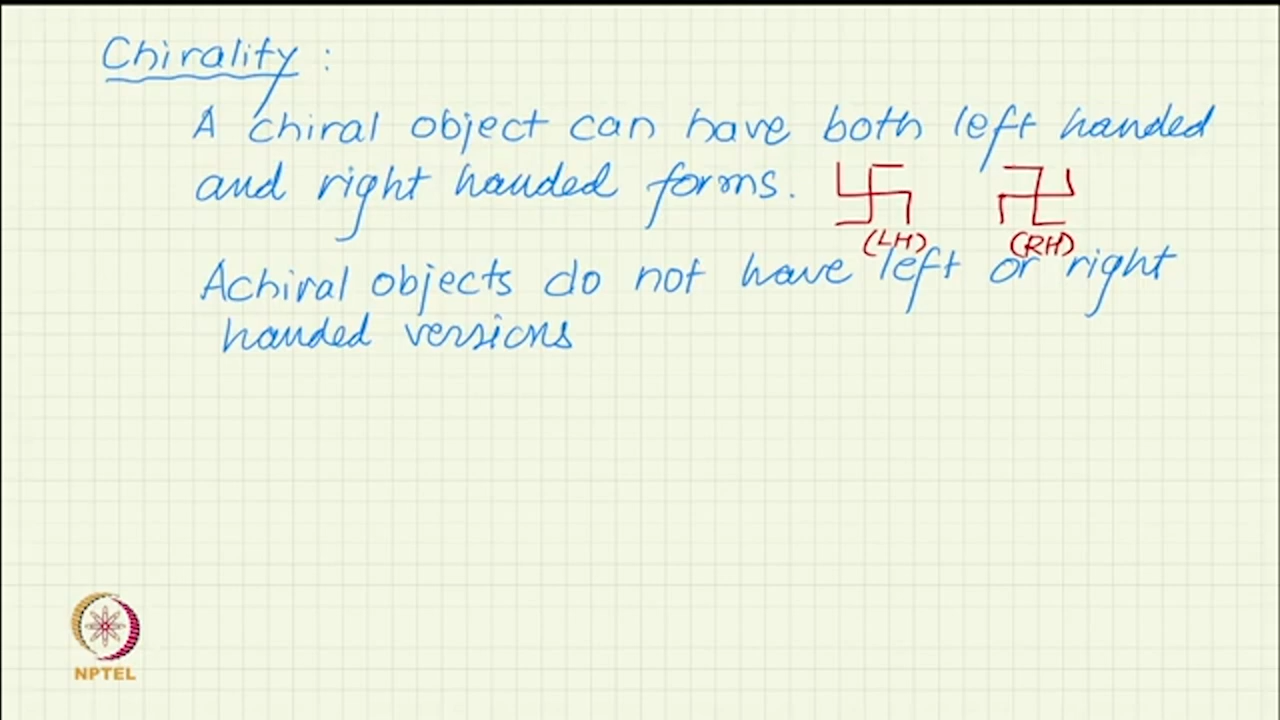 Chirality :
A chiral object can have both left handed
and right handed forms.
(LH) (RH)
Achiral objects do not have left or right
handed versions
NPTEL